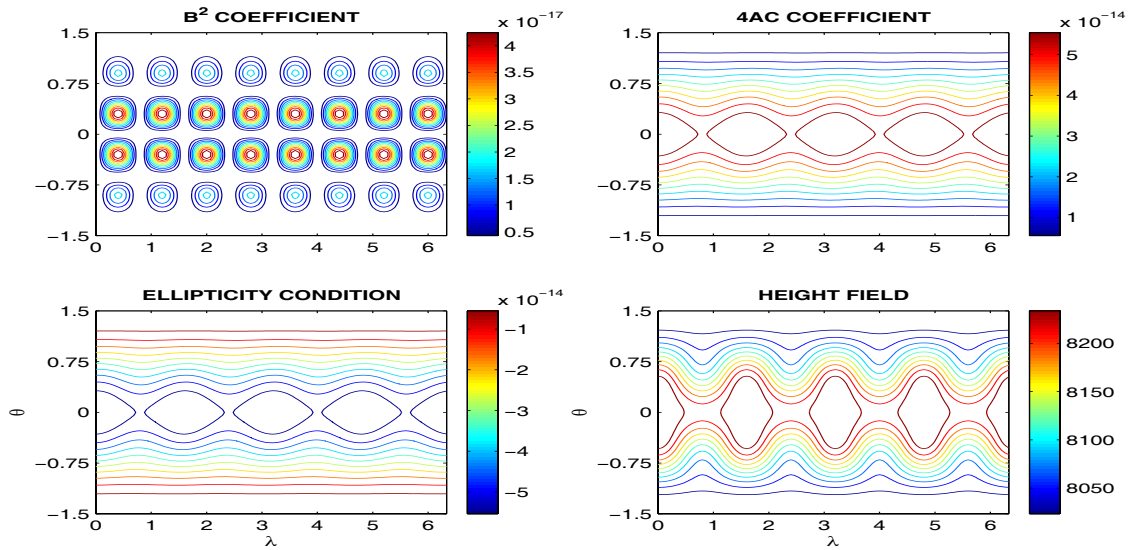 B² COEFFICIENT
x 10⁻¹⁷
1.5
0.75
0
−0.75
−1.5
0 1 2 3 4 5 6
4
3.5
3
2.5
2
1.5
1
0.5
4AC COEFFICIENT
x 10⁻¹⁴
1.5
0.75
0
−0.75
−1.5
0 1 2 3 4 5 6
5
4
3
2
1
ELLIPTICITY CONDITION
x 10⁻¹⁴
1.5
0.75
0
−0.75
−1.5
θ
0 1 2 3 4 5 6
λ
−1
−2
−3
−4
−5
HEIGHT FIELD
1.5
0.75
0
−0.75
−1.5
θ
0 1 2 3 4 5 6
λ
8200
8150
8100
8050